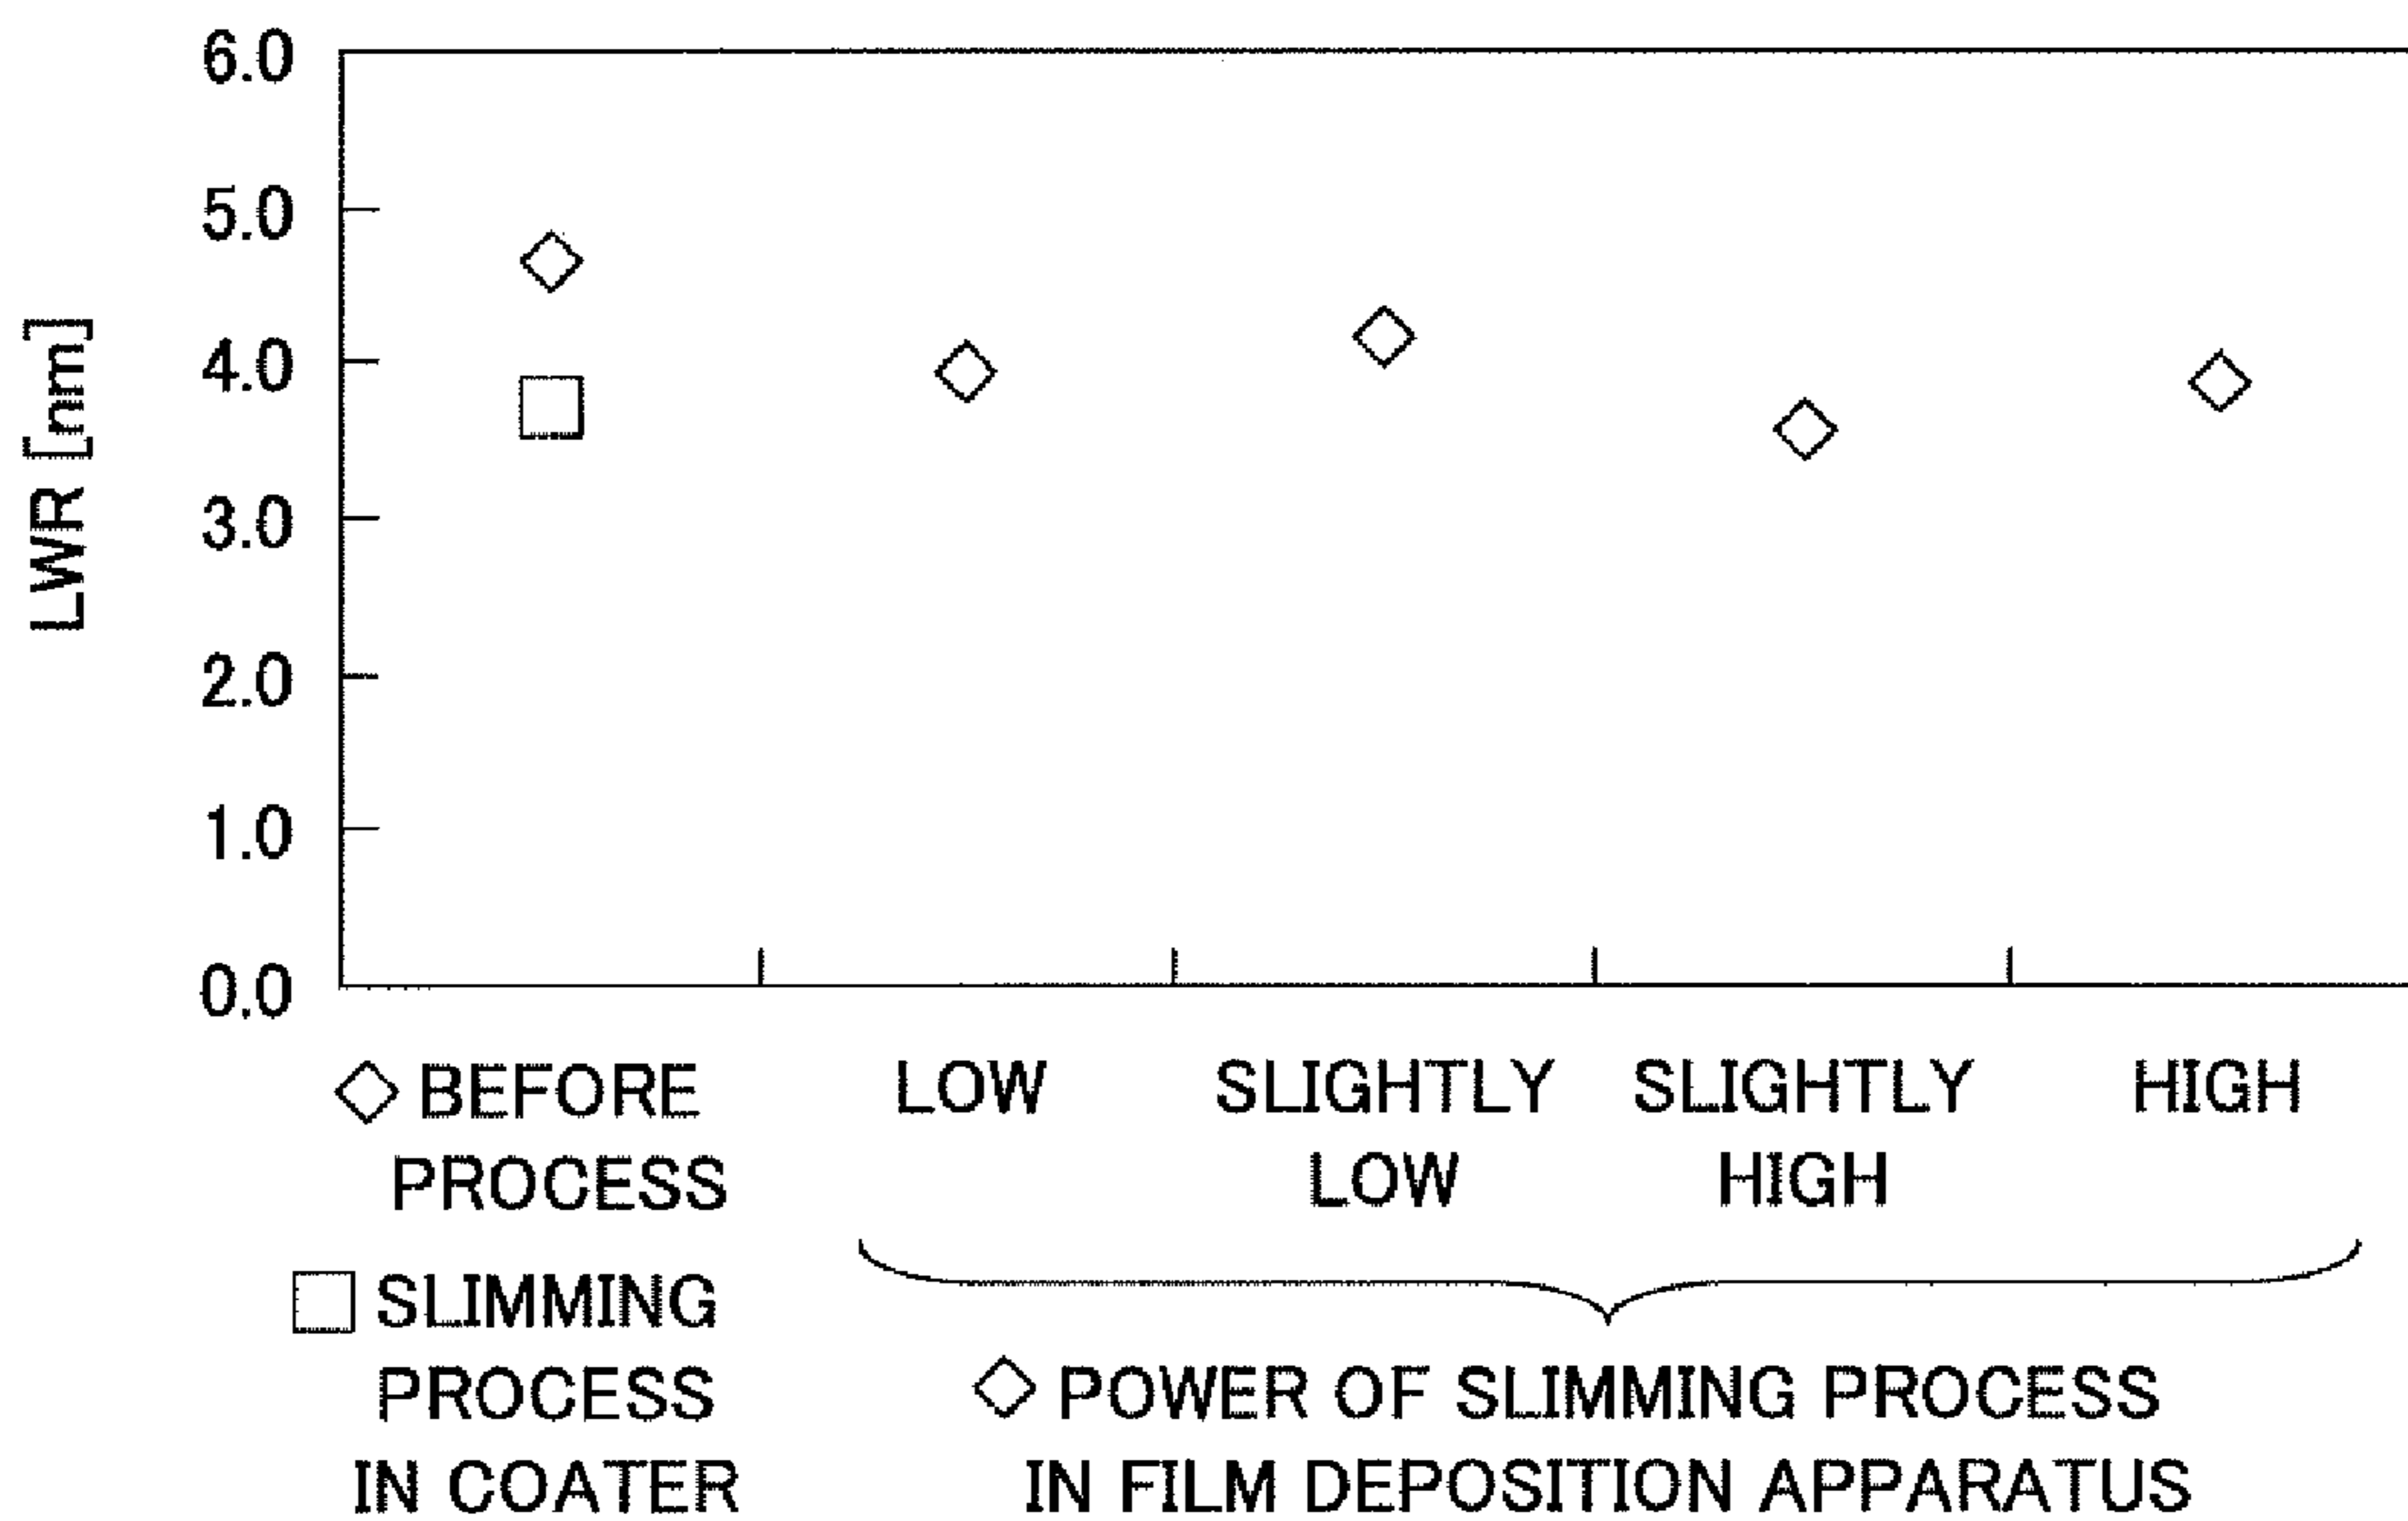 6.0
5.0
4.0
3.0
2.0
1.0
0.0
LWR [nm]
◇ BEFORE
PROCESS
□ SLIMMING
PROCESS
IN COATER
LOW
SLIGHTLY
LOW
SLIGHTLY
HIGH
HIGH
◇ POWER OF SLIMMING PROCESS
IN FILM DEPOSITION APPARATUS